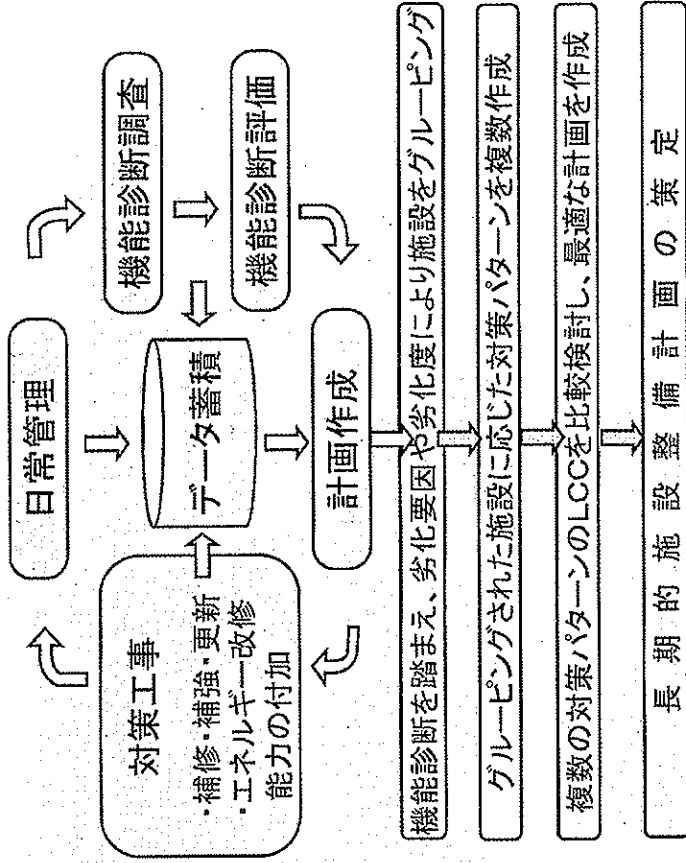 日常管理
機能診断調査
機能診断評価
データ蓄積
対策工事
・補修・補強・更新
・エネルギー改修
能力の付加
計画作成
機能診断を踏まえ、劣化要因や劣化度により施設をグルーピング
グルーピングされた施設に応じた対策パターンを複数作成
複数の対策パターンのLCCを比較検討し、最適な計画を作成
長期的施設整備計画の策定